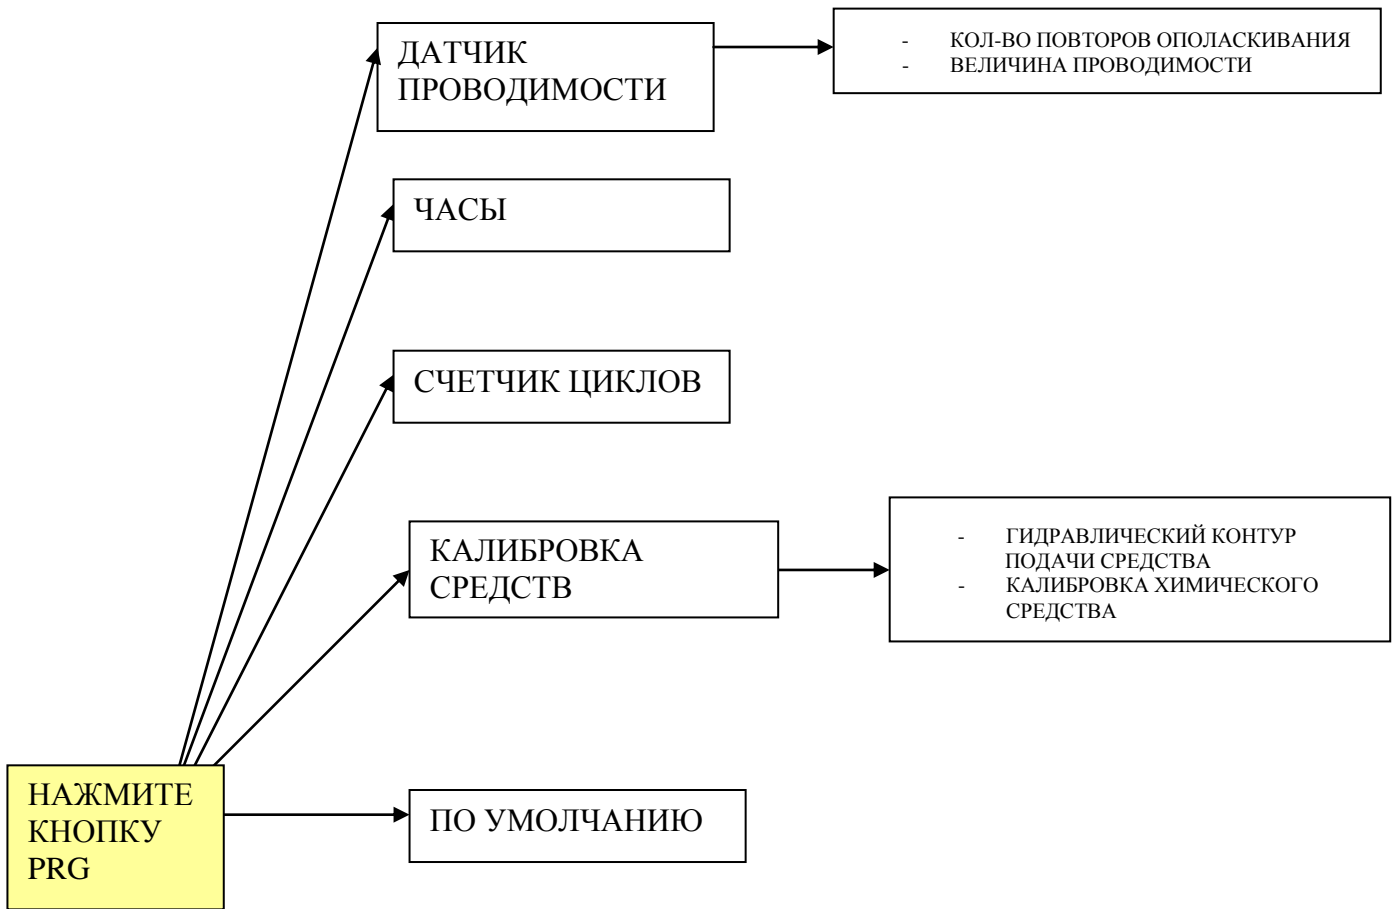 ДАТЧИК
ПРОВОДИМОСТИ
- КОЛ-ВО ПОВТОРОВ ОПОЛАСКИВАНИЯ
- ВЕЛИЧИНА ПРОВОДИМОСТИ
ЧАСЫ
СЧЕТЧИК ЦИКЛОВ
КАЛИБРОВКА
СРЕДСТВ
- ГИДРАВЛИЧЕСКИЙ КОНТУР
ПОДАЧИ СРЕДСТВА
- КАЛИБРОВКА ХИМИЧЕСКОГО
СРЕДСТВА
НАЖМИТЕ
КНОПКУ
PRG
ПО УМОЛЧАНИЮ